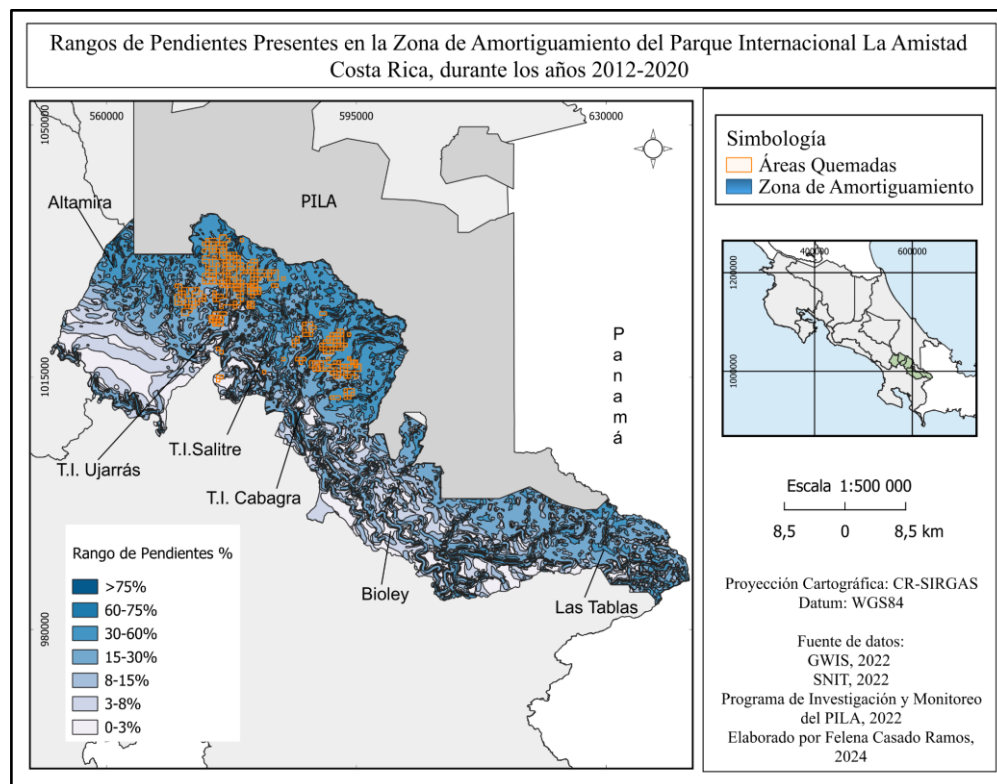 Rangos de Pendientes Presentes en la Zona de Amortiguamiento del Parque Internacional La Amistad
Costa Rica, durante los años 2012-2020
560000
595000
630000
1050000
1015000
980000
Altamira
PILA
Panamá
T.I. Ujarrás
T.I.Salitre
T.I. Cabagra
Bioley
Las Tablas
Rango de Pendientes %
>75%
60-75%
30-60%
15-30%
8-15%
3-8%
0-3%
Simbología
Áreas Quemadas
Zona de Amortiguamiento
400000
600000
1200000
1000000
Escala 1:500 000
8,5 0 8,5 km
Proyección Cartográfica: CR-SIRGAS
Datum: WGS84
Fuente de datos:
GWIS, 2022
SNIT, 2022
Programa de Investigación y Monitoreo
del PILA, 2022
Elaborado por Felena Casado Ramos,
2024